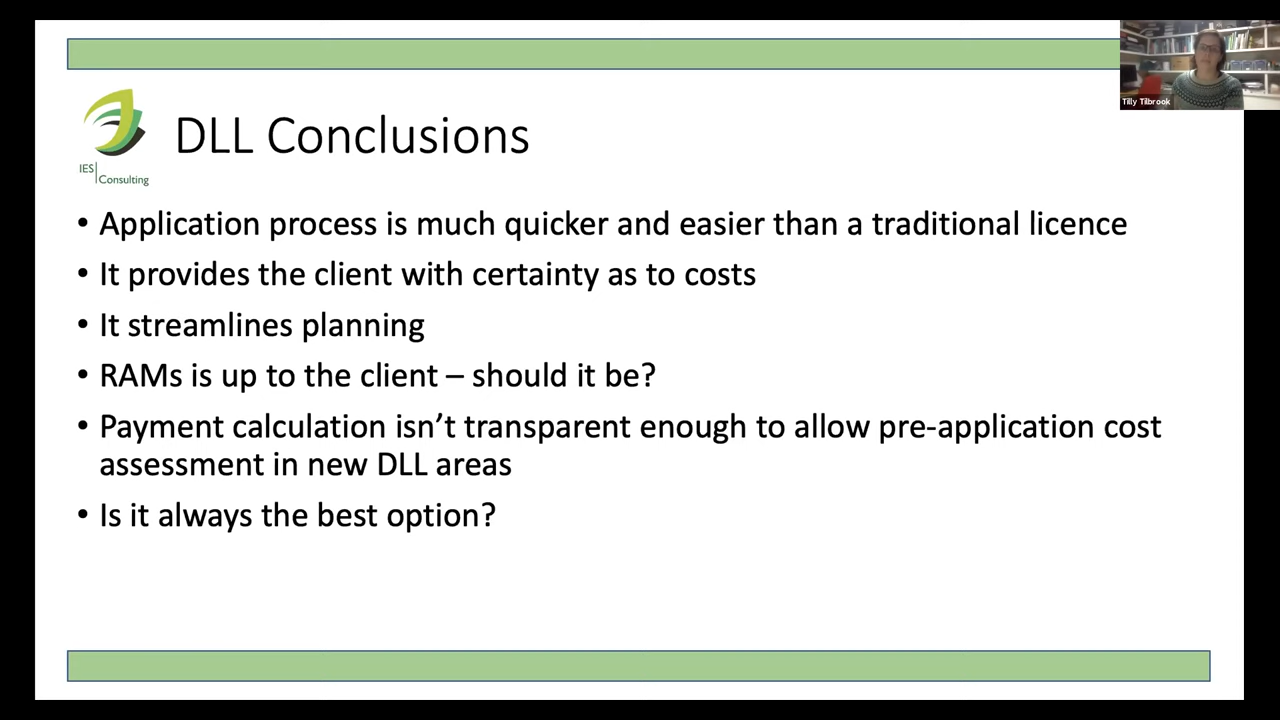 Tilly Tilbrook
IES
Consulting
DLL Conclusions
• Application process is much quicker and easier than a traditional licence
• It provides the client with certainty as to costs
• It streamlines planning
• RAMs is up to the client – should it be?
• Payment calculation isn’t transparent enough to allow pre-application cost
assessment in new DLL areas
• Is it always the best option?